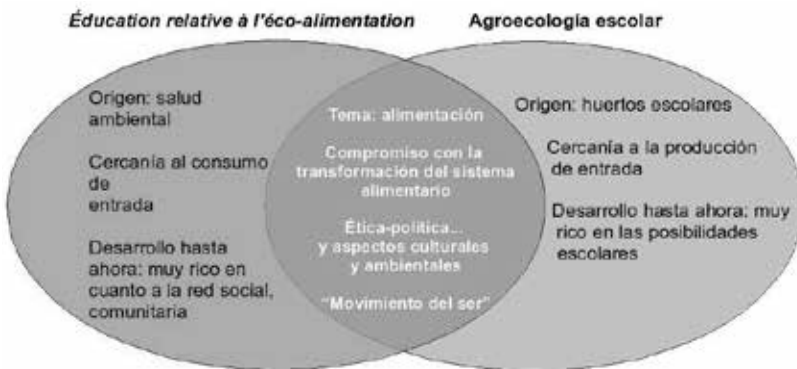 Éducation relative à l'éco-alimentation
Agroecología escolar
Origen: salud
ambiental
Cercanía al consumo
de
entrada
Desarrollo hasta
ahora: muy rico en
cuanto a la red social,
comunitaria
Tema: alimentación
Compromiso con la
transformación del sistema
alimentario
Ética-política...
y aspectos culturales
y ambientales
"Movimiento del ser"
Origen: huertos escolares
Cercanía a la producción
de entrada
Desarrollo hasta ahora: muy
rico en las posibilidades
escolares